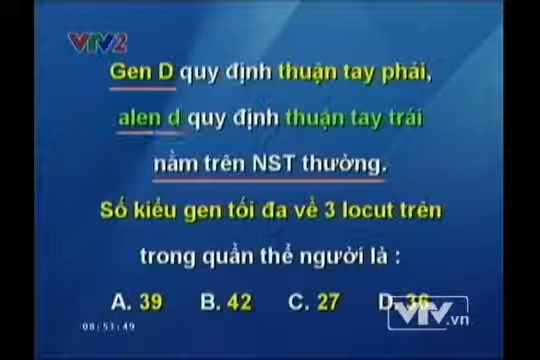 VTV2
Gen D quy định thuận tay phải,
alen d quy định thuận tay trái
nằm trên NST thường.
Số kiểu gen tối đa về 3 locut trên
trong quần thể người là :
A. 39 B. 42 C. 27 D. 36
VTV.vn
08:53:49